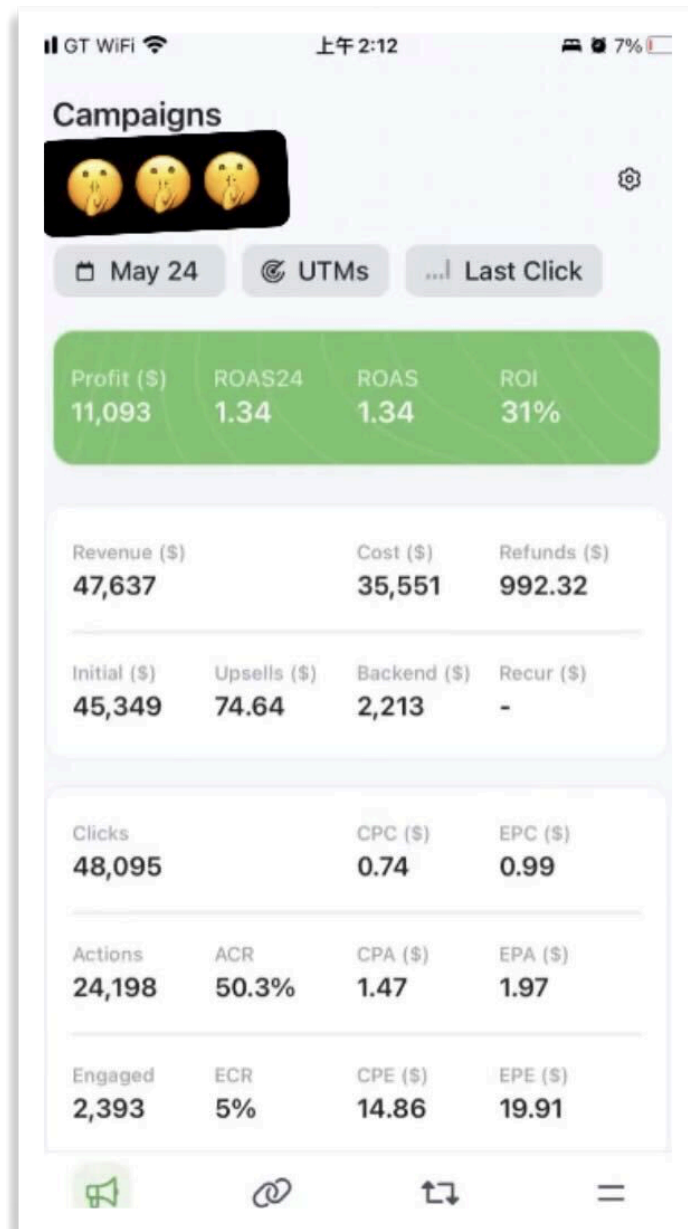 GT WiFi 上午 2:12 7%
Campaigns
May 24 UTMs Last Click
Profit ($) ROAS24 ROAS ROI
11,093 1.34 1.34 31%
Revenue ($) Cost ($) Refunds ($)
47,637 35,551 992.32
Initial ($) Upsells ($) Backend ($) Recur ($)
45,349 74.64 2,213 -
Clicks CPC ($) EPC ($)
48,095 0.74 0.99
Actions ACR CPA ($) EPA ($)
24,198 50.3% 1.47 1.97
Engaged ECR CPE ($) EPE ($)
2,393 5% 14.86 19.91